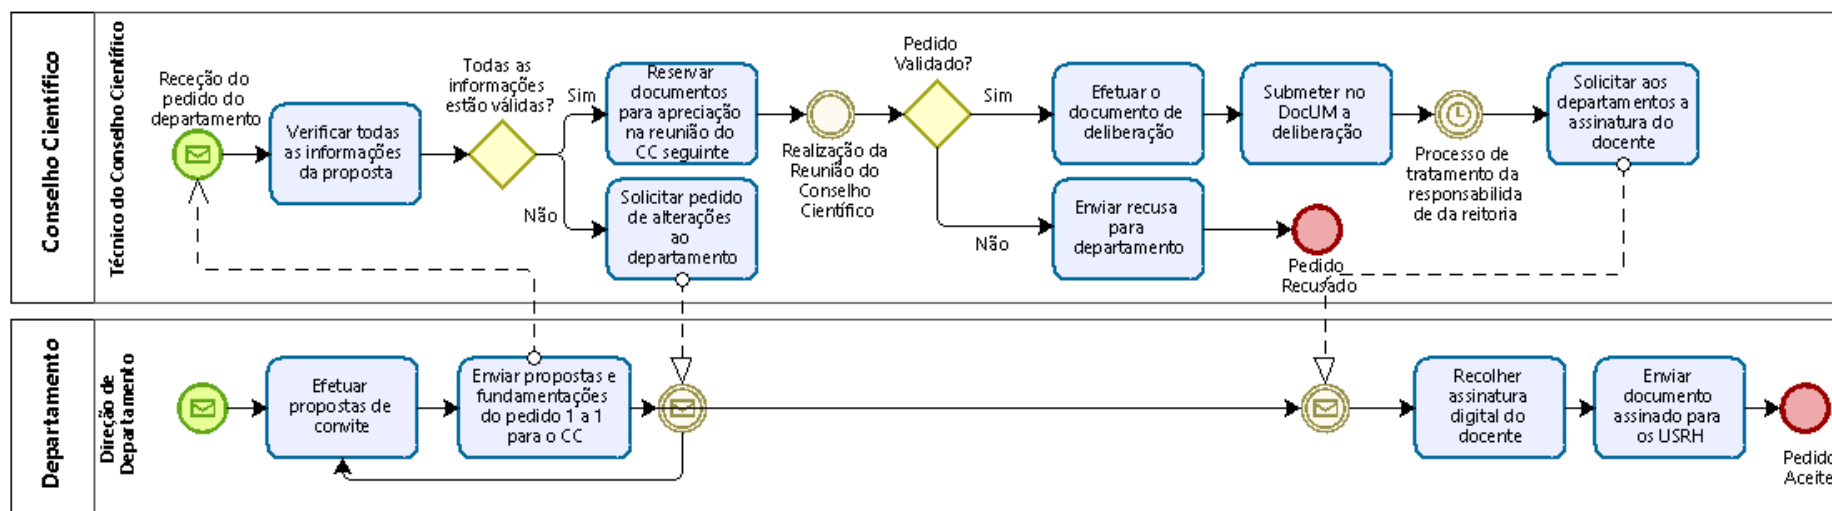 Conselho Científico
Técnico do Conselho Científico
Receção do
pedido do
departamento
Verificar todas
as informações
da proposta
Todas as
informações
estão válidas?
Sim
Não
Reservar
documentos
para apreciação
na reunião do
CC seguinte
Solicitar pedido
de alterações
ao
departamento
Realização da
Reunião do
Conselho
Científico
Pedido
Validado?
Sim
Não
Efetuar o
documento de
deliberação
Enviar recusa
para
departamento
Submeter no
DocUM a
deliberação
Pedido
Recusado
Processo de
tratamento da
responsabilida
de da reitoria
Solicitar aos
departamentos a
assinatura do
docente
Departamento
Direção de
Departamento
Efetuar
propostas de
convite
Enviar propostas e
fundamentações
do pedido 1 a 1
para o CC
Recolher
assinatura
digital do
docente
Enviar
documento
assinado para
os USRH
Pedido
Aceite